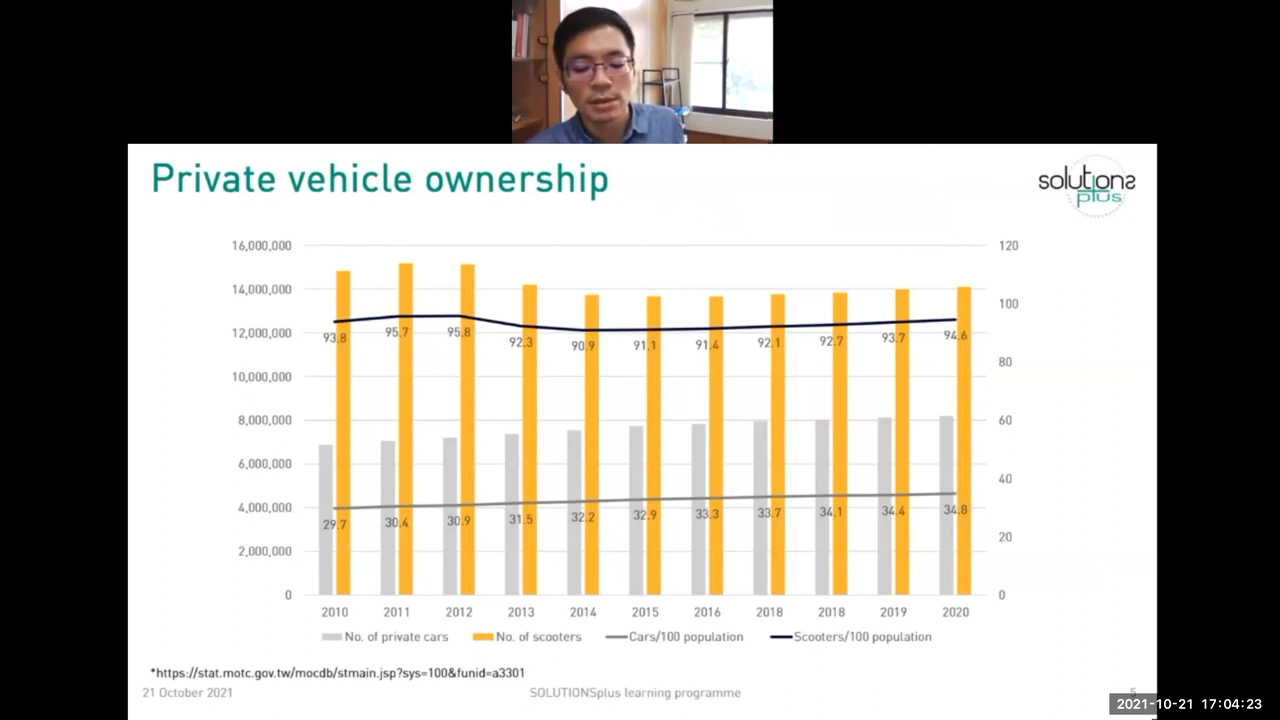 Private vehicle ownership
solutions
plus
16,000,000
14,000,000
12,000,000
10,000,000
8,000,000
6,000,000
4,000,000
2,000,000
0
120
100
80
60
40
20
0
93.8 95.7 95.8 92.3 90.9 91.1 91.4 92.1 92.7 93.7 94.6
29.7 30.4 30.9 31.5 32.2 32.9 33.3 33.7 34.1 34.4 34.8
2010 2011 2012 2013 2014 2015 2016 2018 2018 2019 2020
No. of private cars No. of scooters Cars/100 population Scooters/100 population
*https://stat.motc.gov.tw/mocdb/stmain.jsp?sys=100&funid=a3301
21 October 2021 SOLUTIONSplus learning programme 5
2021-10-21 17:04:23